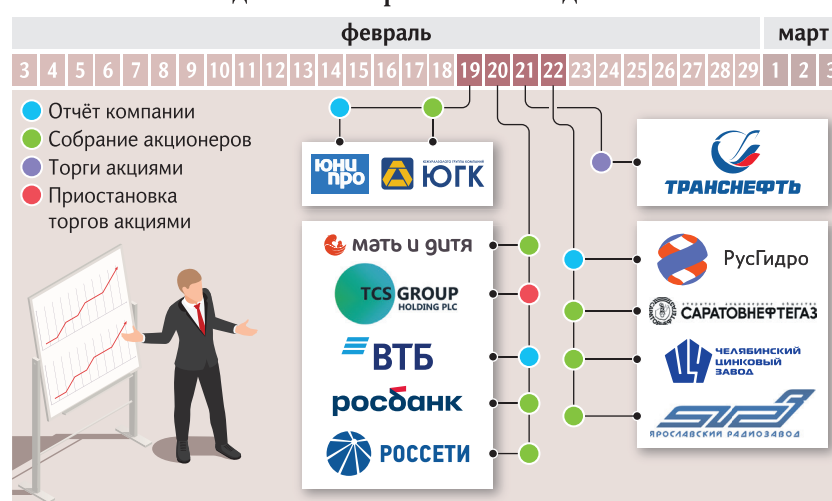 февраль март
3 4 5 6 7 8 9 10 11 12 13 14 15 16 17 18 19 20 21 22 23 24 25 26 27 28 29 1 2 3
Отчёт компании
Собрание акционеров
Торги акциями
Приостановка
торгов акциями
ЮНИ
ПРО
ЮГК
ТРАНСНЕФТЬ
мать и дитя
TCS GROUP
HOLDING PLC
ВТБ
росбанк
РОССЕТИ
РусГидро
САРАТОВНЕФТЕГАЗ
ЧЕЛЯБИНСКИЙ
ЦИНКОВЫЙ
ЗАВОД
ЯРОСЛАВСКИЙ РАДИОЗАВОД